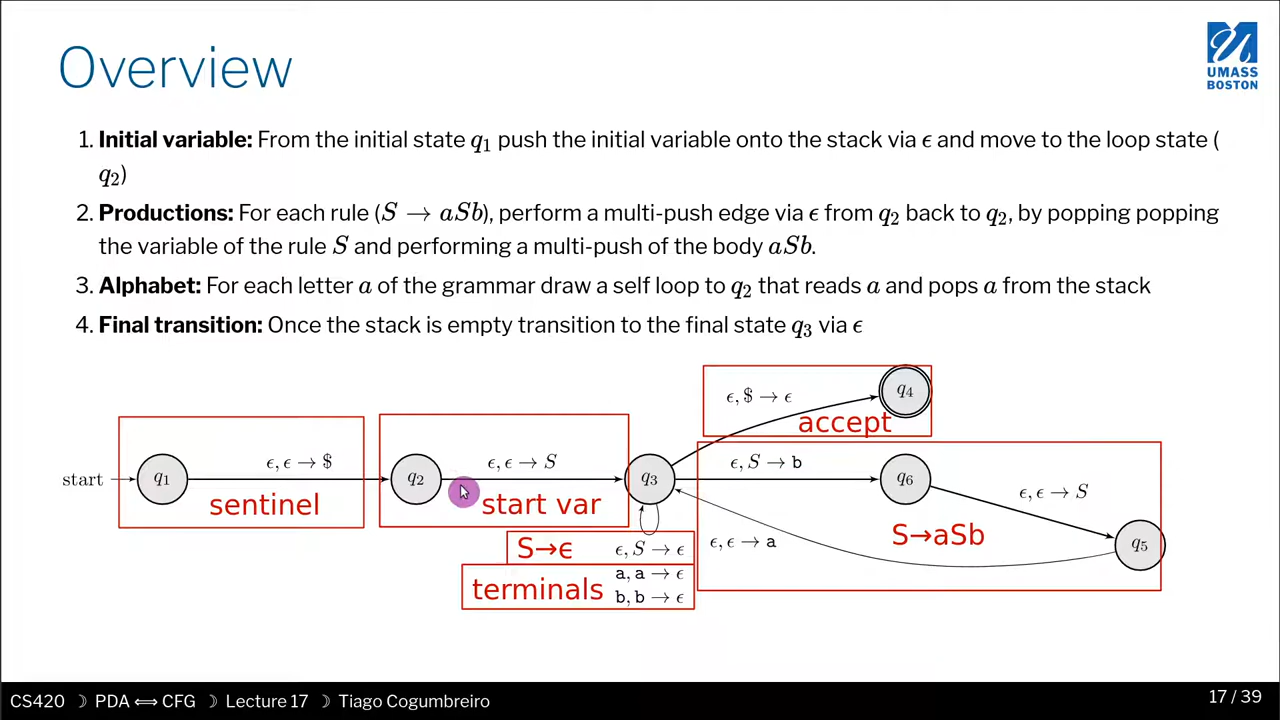 Overview
UMASS
BOSTON
1. Initial variable: From the initial state q₁ push the initial variable onto the stack via ϵ and move to the loop state (
q₂)
2. Productions: For each rule (S → aSb), perform a multi-push edge via ϵ from q₂ back to q₂, by popping popping
the variable of the rule S and performing a multi-push of the body aSb.
3. Alphabet: For each letter a of the grammar draw a self loop to q₂ that reads a and pops a from the stack
4. Final transition: Once the stack is empty transition to the final state q₃ via ϵ
ϵ, $ → ϵ
q₄
accept
start
q₁
ϵ, ϵ → $
sentinel
q₂
ϵ, ϵ → S
start var
q₃
ϵ, S → b
q₆
ϵ, ϵ → S
q₅
S→aSb
ϵ, ϵ → a
S→ϵ
ϵ, S → ϵ
terminals
a, a → ϵ
b, b → ϵ
CS420 ☽ PDA ⟺ CFG ☽ Lecture 17 ☽ Tiago Cogumbreiro
17 / 39